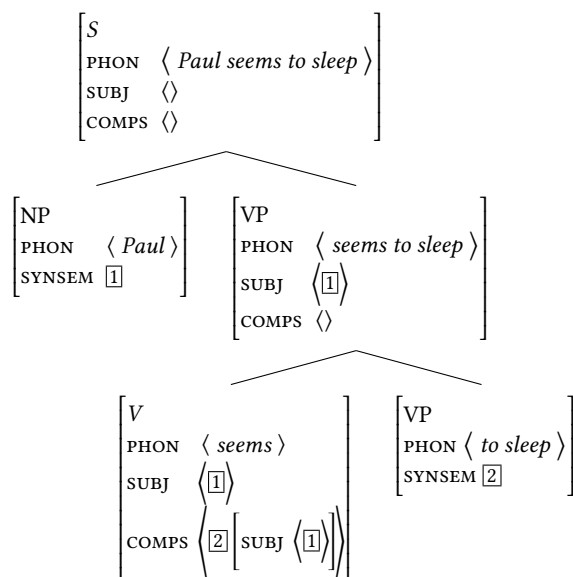 S
PHON ⟨ Paul seems to sleep ⟩
SUBJ ⟨⟩
COMPS ⟨⟩
NP
PHON ⟨ Paul ⟩
SYNSEM 1
VP
PHON ⟨ seems to sleep ⟩
SUBJ ⟨1⟩
COMPS ⟨⟩
V
PHON ⟨ seems ⟩
SUBJ ⟨1⟩
COMPS ⟨2[SUBJ ⟨1⟩]⟩
VP
PHON ⟨ to sleep ⟩
SYNSEM 2